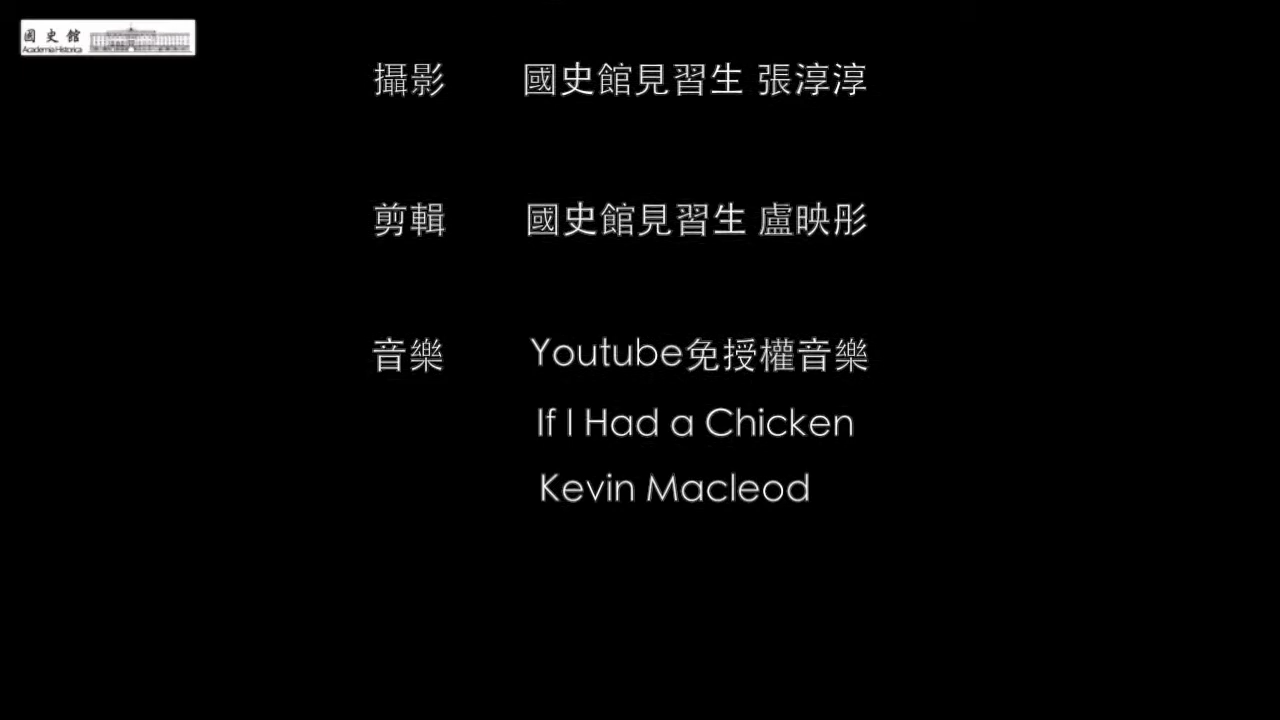 國史館
Academia Historica
攝影 國史館見習生 張淳淳
剪輯 國史館見習生 盧映彤
音樂 Youtube免授權音樂
If I Had a Chicken
Kevin Macleod